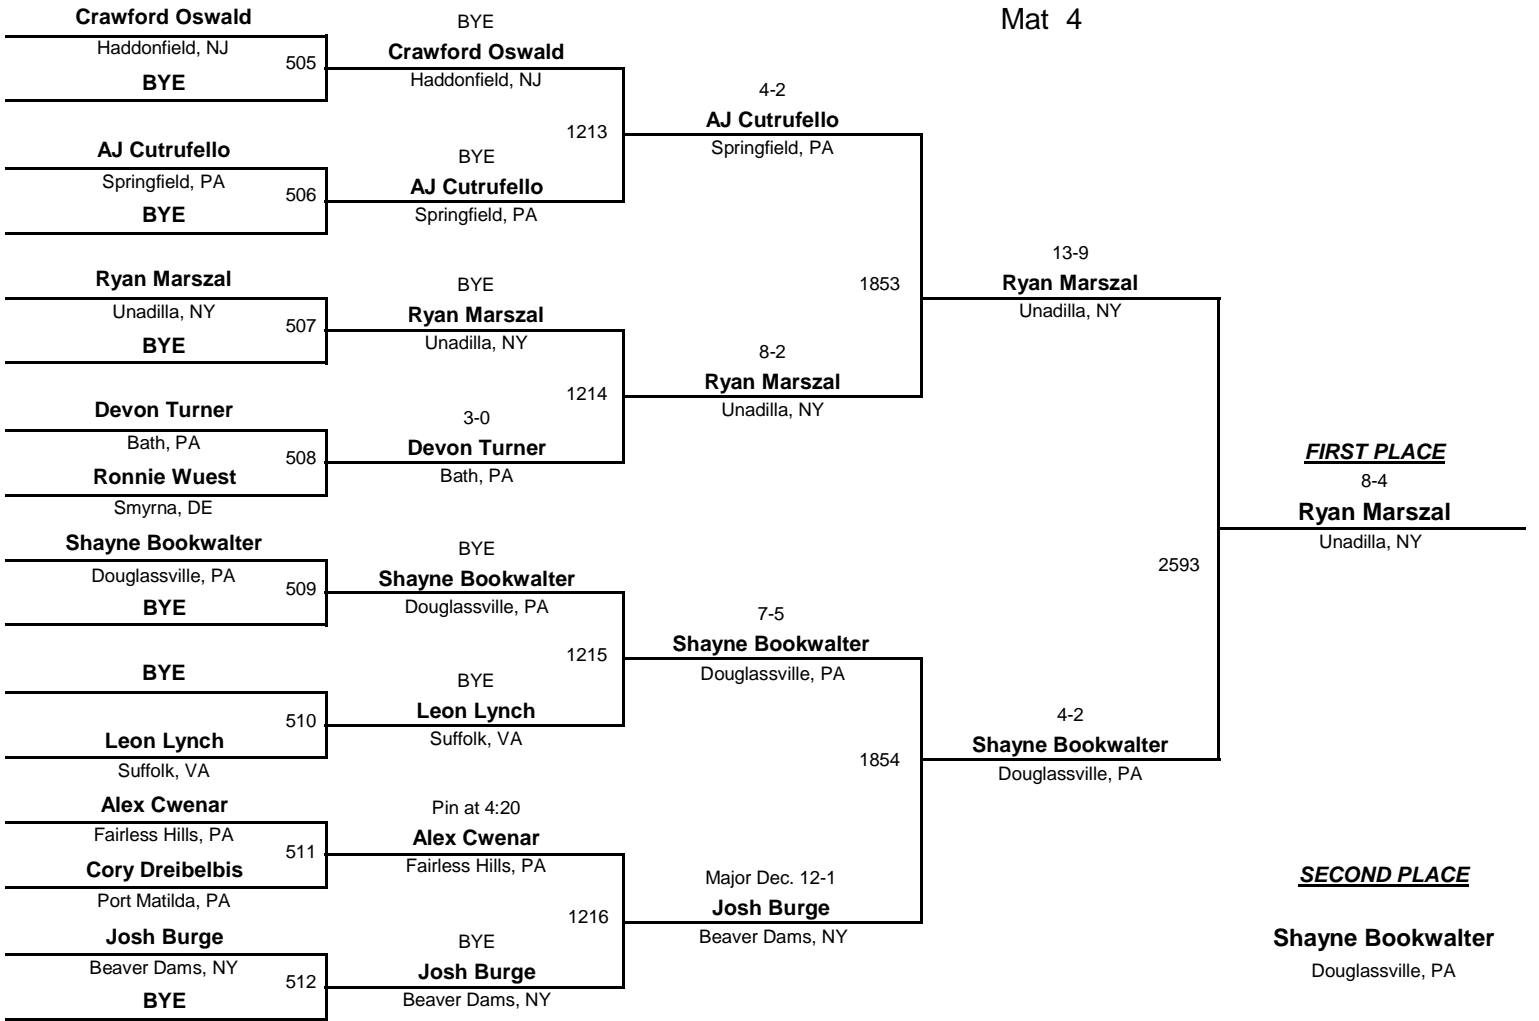 Mat 4
Crawford Oswald
Haddonfield, NJ
505
BYE
AJ Cutrufello
Springfield, PA
506
BYE
Ryan Marszal
Unadilla, NY
507
BYE
Devon Turner
Bath, PA
508
Ronnie Wuest
Smyrna, DE
Shayne Bookwalter
Douglassville, PA
509
BYE
BYE
510
Leon Lynch
Suffolk, VA
Alex Cwenar
Fairless Hills, PA
511
Cory Dreibelbis
Port Matilda, PA
Josh Burge
Beaver Dams, NY
512
BYE
BYE
Crawford Oswald
Haddonfield, NJ
1213
BYE
AJ Cutrufello
Springfield, PA
BYE
Ryan Marszal
Unadilla, NY
1214
3-0
Devon Turner
Bath, PA
BYE
Shayne Bookwalter
Douglassville, PA
1215
BYE
Leon Lynch
Suffolk, VA
Pin at 4:20
Alex Cwenar
Fairless Hills, PA
1216
BYE
Josh Burge
Beaver Dams, NY
4-2
AJ Cutrufello
Springfield, PA
1853
8-2
Ryan Marszal
Unadilla, NY
7-5
Shayne Bookwalter
Douglassville, PA
1854
Major Dec. 12-1
Josh Burge
Beaver Dams, NY
13-9
Ryan Marszal
Unadilla, NY
2593
4-2
Shayne Bookwalter
Douglassville, PA
FIRST PLACE
8-4
Ryan Marszal
Unadilla, NY
SECOND PLACE
Shayne Bookwalter
Douglassville, PA